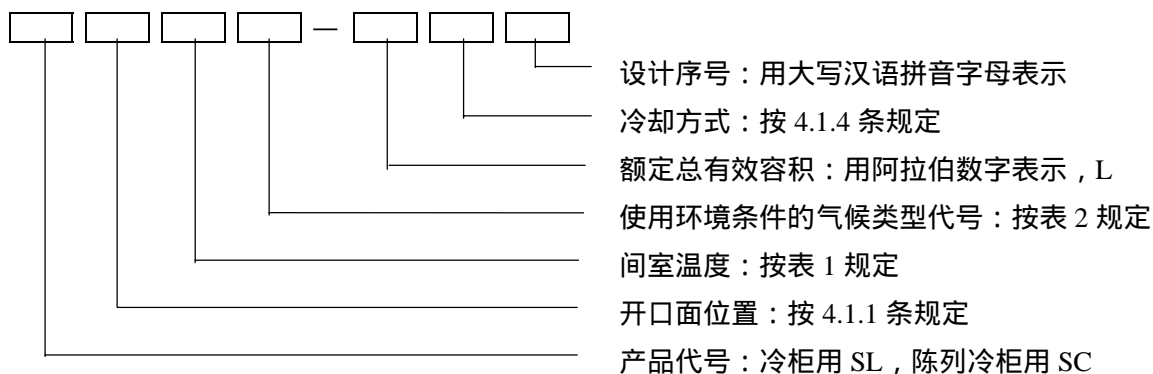 设计序号：用大写汉语拼音字母表示
冷却方式：按 4.1.4 条规定
额定总有效容积：用阿拉伯数字表示，L
使用环境条件的气候类型代号：按表 2 规定
间室温度：按表 1 规定
开口面位置：按 4.1.1 条规定
产品代号：冷柜用 SL，陈列冷柜用 SC